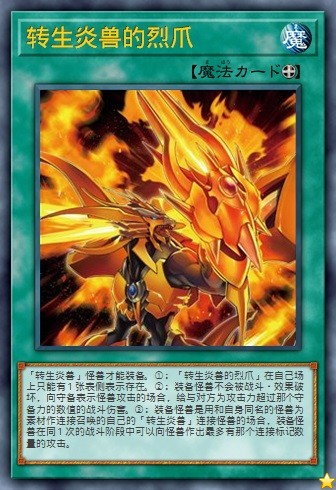 转生炎兽的烈爪
魔
【魔法カード】
「转生炎兽」怪兽才能装备。①：「转生炎兽的烈爪」在自己场
上只能有1张表侧表示存在。②：装备怪兽不会被战斗·效果破
坏，向守备表示怪兽攻击的场合，给与对方为攻击力超过那个守
备力的数值的战斗伤害。③：装备怪兽是用和自身同名的怪兽为
素材作连接召唤的自己的「转生炎兽」连接怪兽的场合，装备怪
兽在同1次的战斗阶段中可以向怪兽作出最多有那个连接标记数
量的攻击。